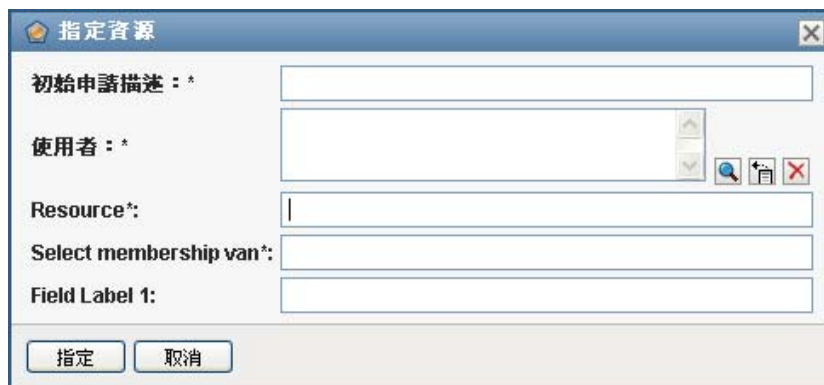 指定資源
初始申請描述：*
使用者：*
Resource*:
Select membership van*:
Field Label 1:
指定 取消